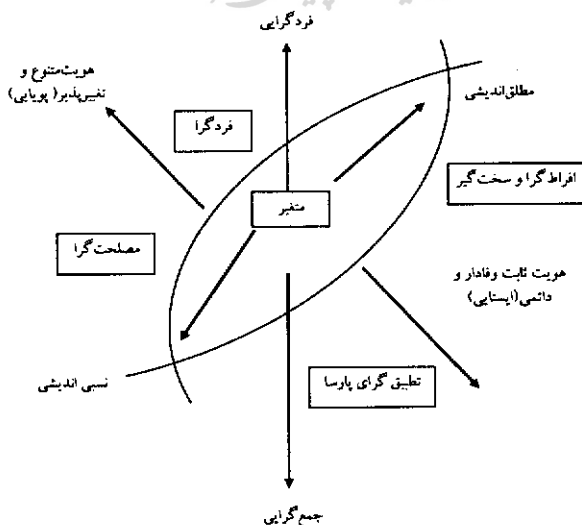 فردگرایی
هویت‌متنوع و
تغییرپذیر( پویایی)
مطلق‌اندیشی
فردگرا
افراط گرا و سخت‌گیر
متغیر
مصلحت‌گرا
هویت ثابت وفادار و
دائمی(ایستایی)
تطبیق گرای پارسا
نسبی اندیشی
جمع‌گرایی